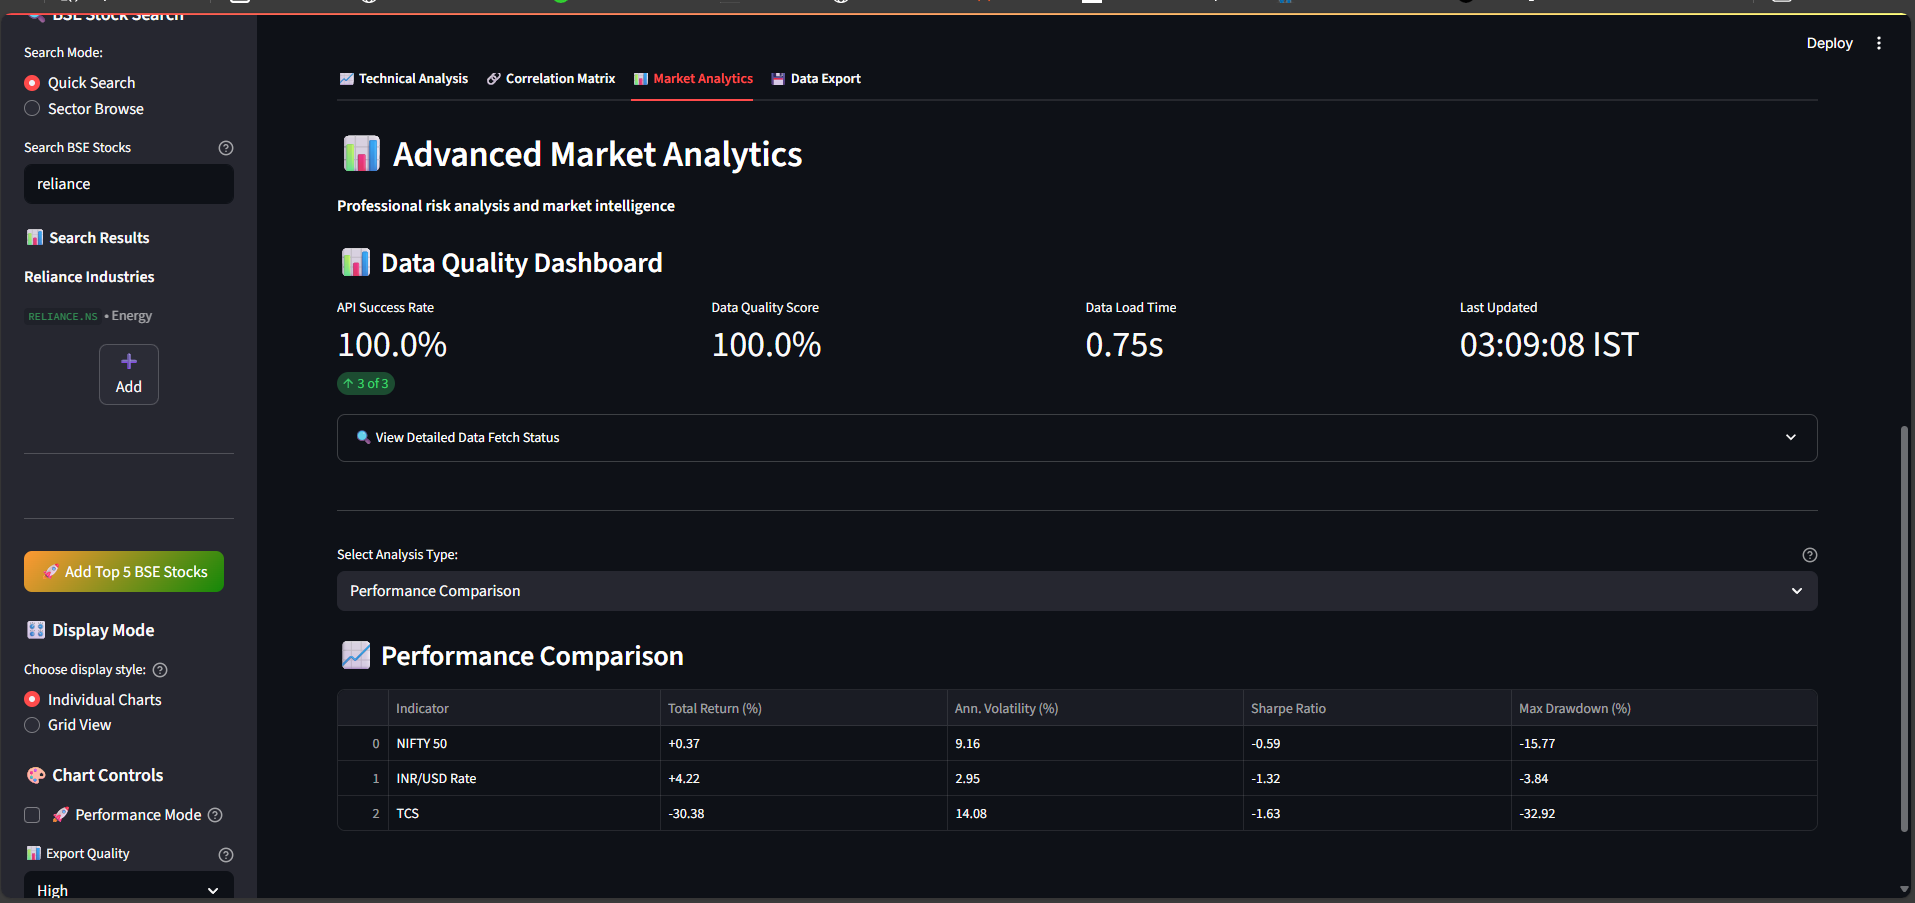 BSE Stock Search
Search Mode:
Quick Search
Sector Browse
Search BSE Stocks
reliance
Search Results
Reliance Industries
RELIANCE.NS • Energy
Add
Add Top 5 BSE Stocks
Display Mode
Choose display style:
Individual Charts
Grid View
Chart Controls
Performance Mode
Export Quality
High
Deploy
Technical Analysis Correlation Matrix Market Analytics Data Export
Advanced Market Analytics
Professional risk analysis and market intelligence
Data Quality Dashboard
API Success Rate Data Quality Score Data Load Time Last Updated
100.0% 100.0% 0.75s 03:09:08 IST
↑ 3 of 3
View Detailed Data Fetch Status
Select Analysis Type:
Performance Comparison
Performance Comparison
Indicator Total Return (%) Ann. Volatility (%) Sharpe Ratio Max Drawdown (%)
0 NIFTY 50 +0.37 9.16 -0.59 -15.77
1 INR/USD Rate +4.22 2.95 -1.32 -3.84
2 TCS -30.38 14.08 -1.63 -32.92